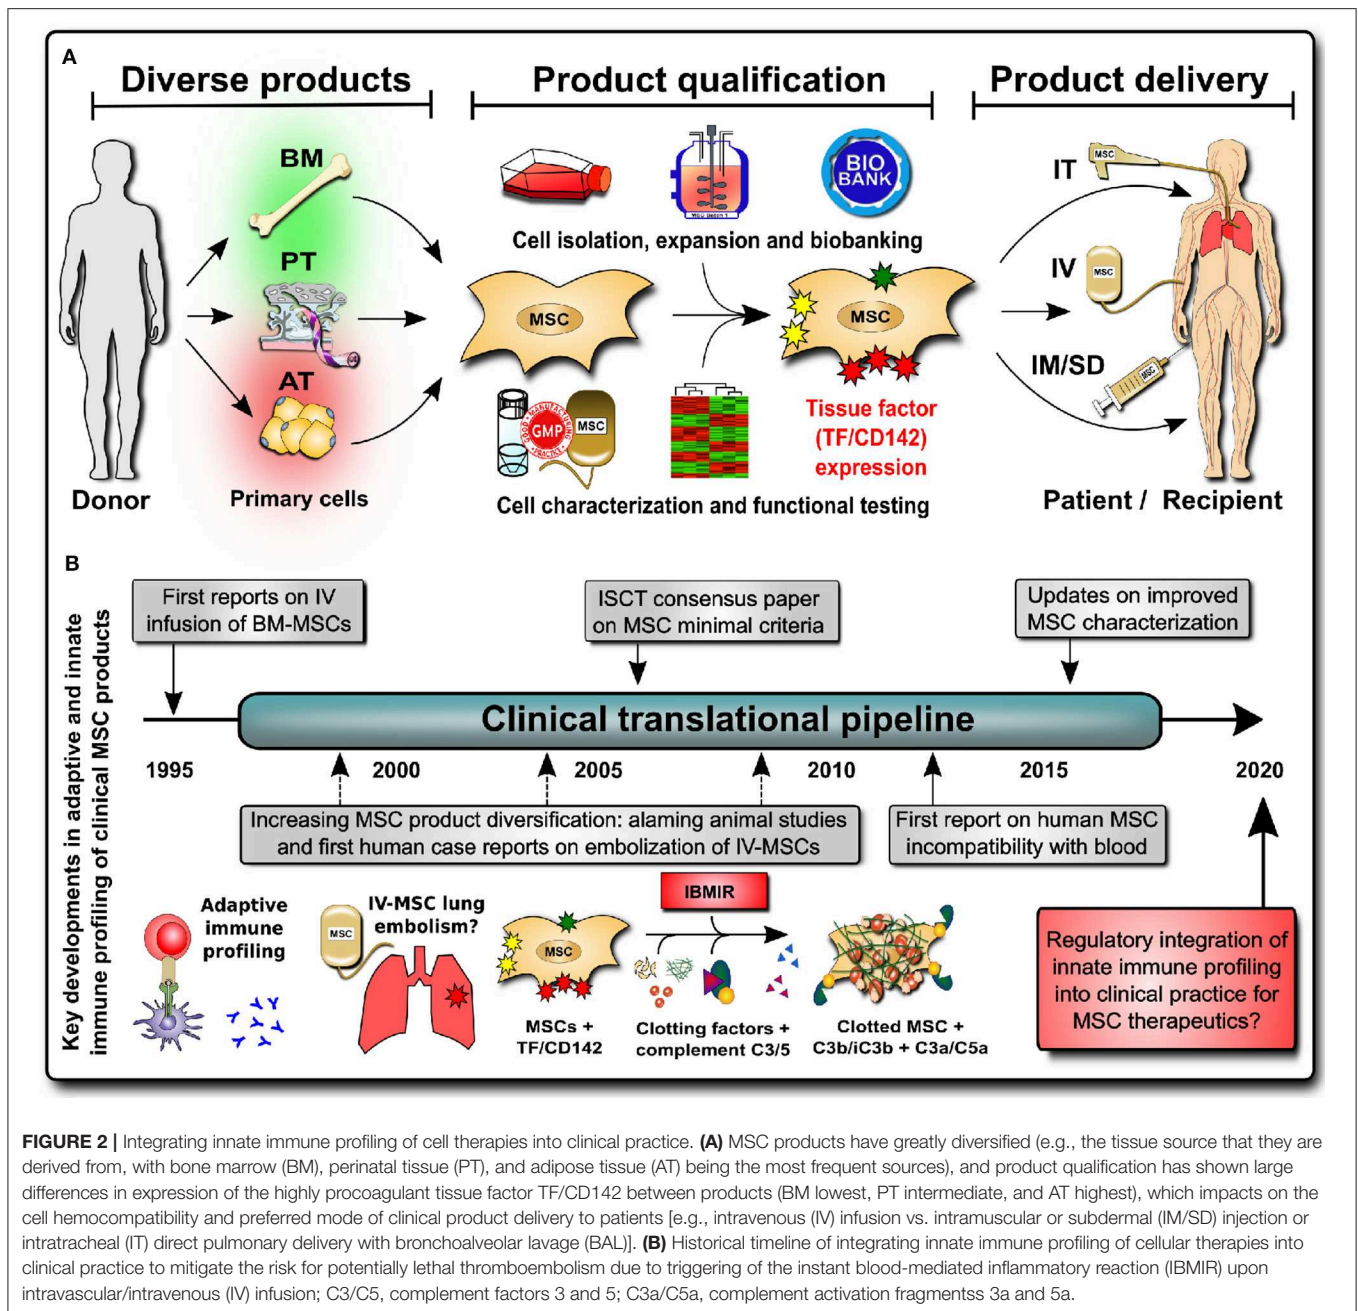 A
Diverse products
Product qualification
Product delivery
BM
PT
AT
Donor
Primary cells
MSC Batch 1
BIO
BANK
Cell isolation, expansion and biobanking
MSC
MSC
GOOD MANUFACTURING PRACTICE
GMP
MSC
Tissue factor
(TF/CD142)
expression
Cell characterization and functional testing
IT
MSC
IV
MSC
IM/SD
MSC
Patient / Recipient
B
Key developments in adaptive and innate
immune profiling of clinical MSC products
First reports on IV
infusion of BM-MSCs
ISCT consensus paper
on MSC minimal criteria
Updates on improved
MSC characterization
Clinical translational pipeline
1995
2000
2005
2010
2015
2020
Increasing MSC product diversification: alaming animal studies
and first human case reports on embolization of IV-MSCs
First report on human MSC
incompatibility with blood
Adaptive
immune
profiling
IV-MSC lung
embolism?
MSC
MSC
MSCs +
TF/CD142
IBMIR
Clotting factors +
complement C3/5
Clotted MSC +
C3b/iC3b + C3a/C5a
Regulatory integration of
innate immune profiling
into clinical practice for
MSC therapeutics?
FIGURE 2 | Integrating innate immune profiling of cell therapies into clinical practice. (A) MSC products have greatly diversified (e.g., the tissue source that they are
derived from, with bone marrow (BM), perinatal tissue (PT), and adipose tissue (AT) being the most frequent sources), and product qualification has shown large
differences in expression of the highly procoagulant tissue factor TF/CD142 between products (BM lowest, PT intermediate, and AT highest), which impacts on the
cell hemocompatibility and preferred mode of clinical product delivery to patients [e.g., intravenous (IV) infusion vs. intramuscular or subdermal (IM/SD) injection or
intratracheal (IT) direct pulmonary delivery with bronchoalveolar lavage (BAL)]. (B) Historical timeline of integrating innate immune profiling of cellular therapies into
clinical practice to mitigate the risk for potentially lethal thromboembolism due to triggering of the instant blood-mediated inflammatory reaction (IBMIR) upon
intravascular/intravenous (IV) infusion; C3/C5, complement factors 3 and 5; C3a/C5a, complement activation fragmentss 3a and 5a.